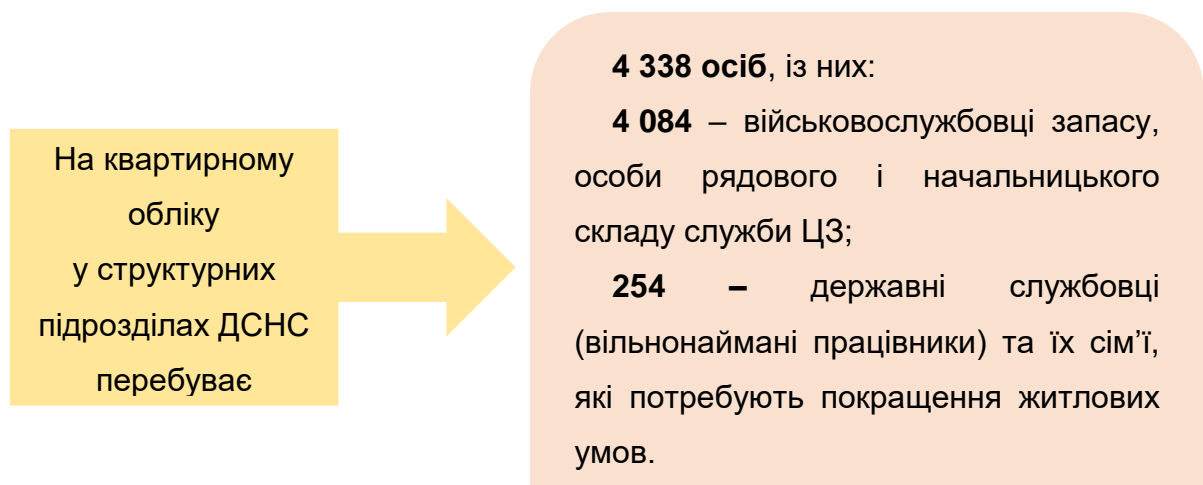 На квартирному
обліку
у структурних
підрозділах ДСНС
перебуває
4 338 осіб, із них:
4 084 – військовослужбовці запасу,
особи рядового і начальницького
складу служби ЦЗ;
254 – державні службовці
(вільнонаймані працівники) та їх сім’ї,
які потребують покращення житлових
умов.